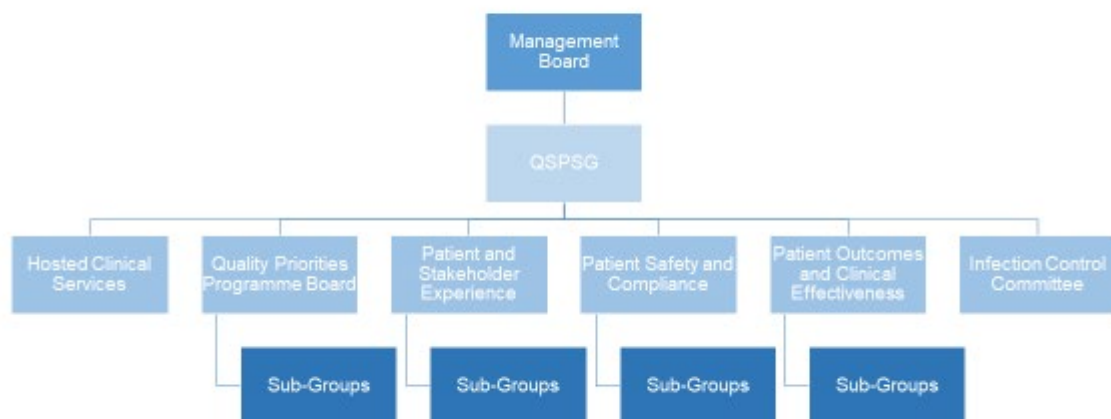 Management
Board
QSPSG
Hosted Clinical
Services
Quality Priorities
Programme Board
Patient and
Stakeholder
Experience
Patient Safety and
Compliance
Patient Outcomes
and Clinical
Effectiveness
Infection Control
Committee
Sub-Groups
Sub-Groups
Sub-Groups
Sub-Groups